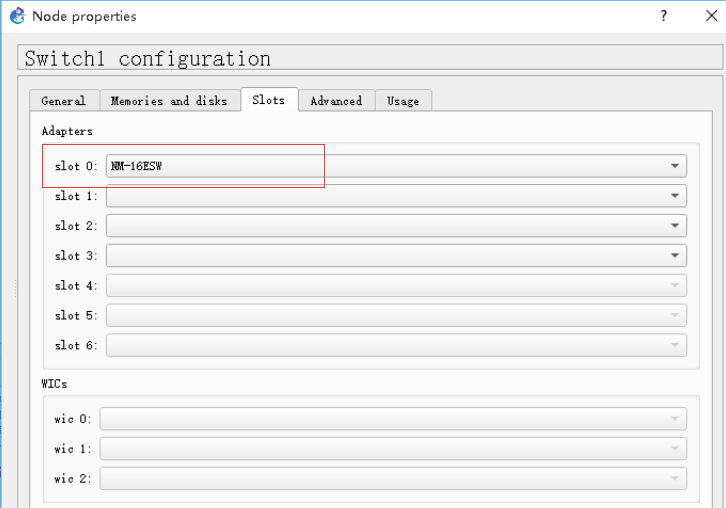 Node properties
Switch1 configuration
General Memories and disks Slots Advanced Usage
Adapters
slot 0: NM-16ESW
slot 1:
slot 2:
slot 3:
slot 4:
slot 5:
slot 6:
WICs
wic 0:
wic 1:
wic 2: